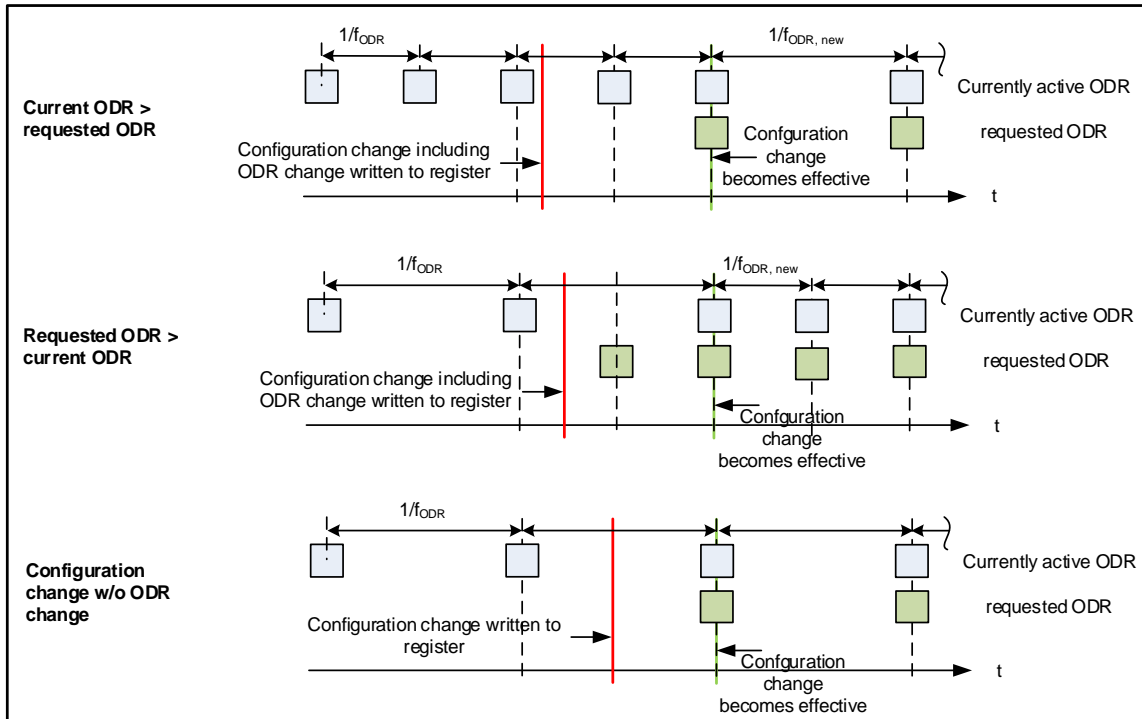 1/fODR
1/fODR, new
Current ODR >
requested ODR
Currently active ODR
requested ODR
Configuration change including
ODR change written to register
Confguration
change
becomes effective
t
1/fODR
1/fODR, new
Requested ODR >
current ODR
Currently active ODR
requested ODR
Configuration change including
ODR change written to register
Confguration
change
becomes effective
t
1/fODR
Configuration
change w/o ODR
change
Currently active ODR
requested ODR
Configuration change written to
register
Confguration
change
becomes effective
t